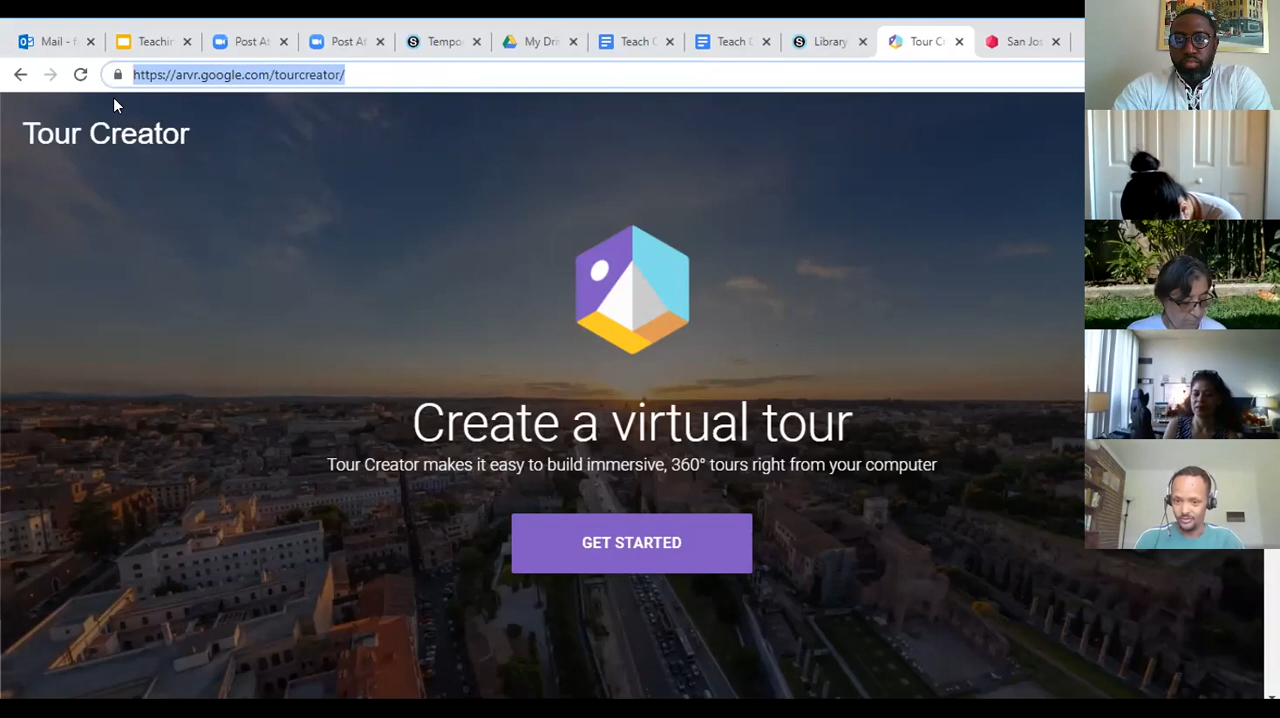 Mail - f
Teachin
Post At
Post Af
Tempo
My Dri
Teach C
Teach D
Library
Tour C
San Jos
https://arvr.google.com/tourcreator/
Tour Creator
Create a virtual tour
Tour Creator makes it easy to build immersive, 360° tours right from your computer
GET STARTED